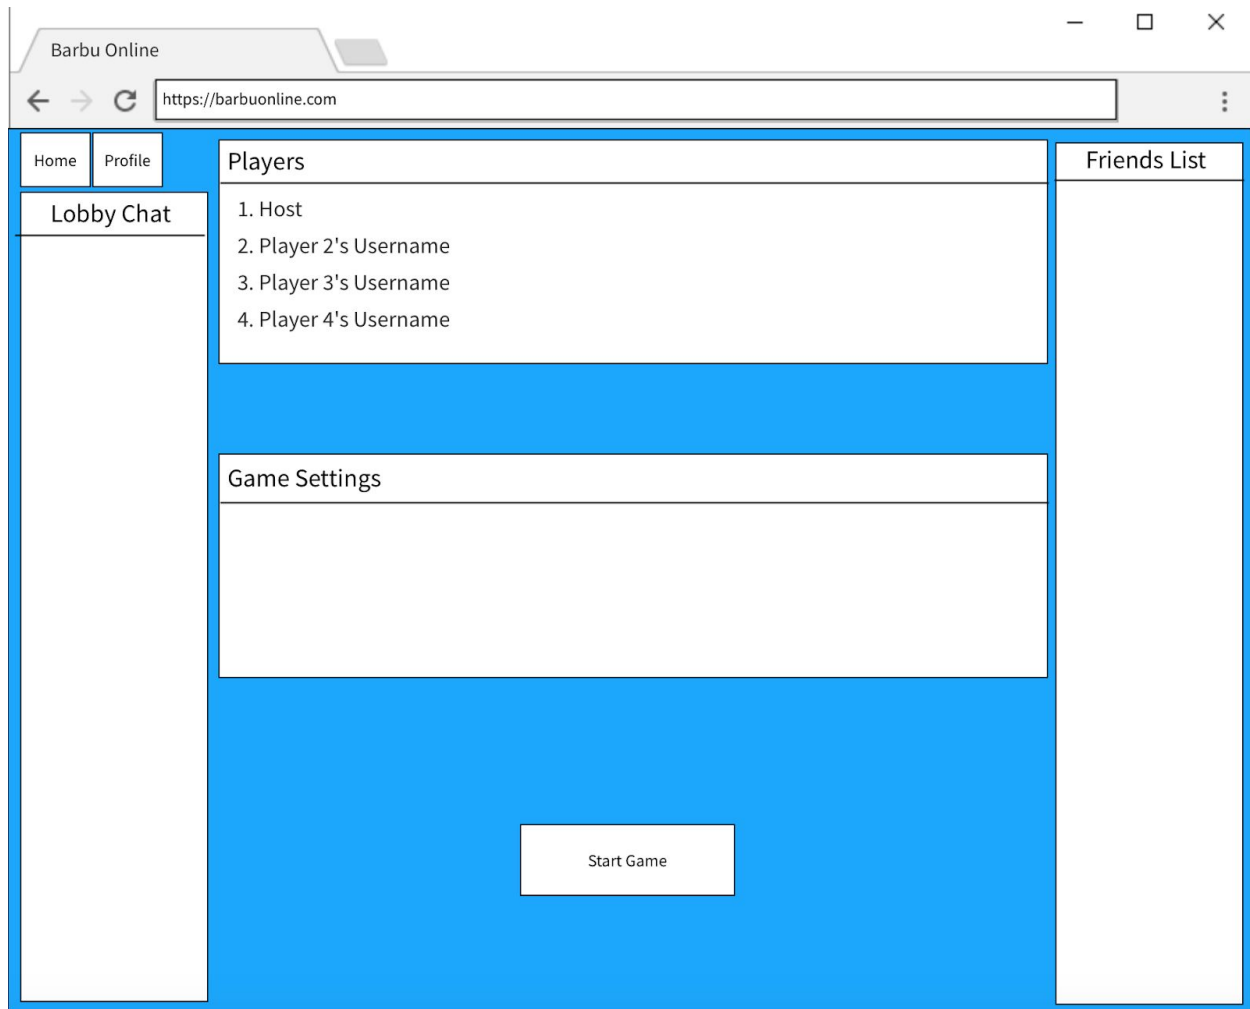 Barbu Online
https://barbuonline.com
Home
Profile
Lobby Chat
Players
1. Host
2. Player 2's Username
3. Player 3's Username
4. Player 4's Username
Game Settings
Start Game
Friends List